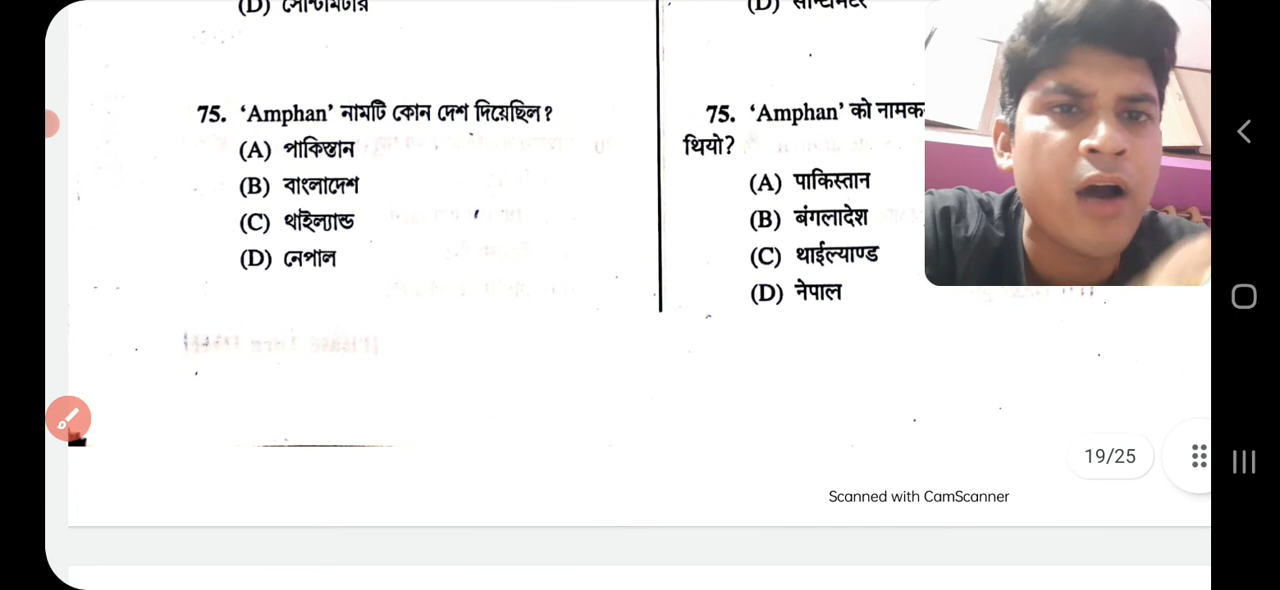 (D) সেন্টিমিটার
75. ‘Amphan’ নামটি কোন দেশ দিয়েছিল?
(A) পাকিস্তান
(B) বাংলাদেশ
(C) থাইল্যান্ড
(D) নেপাল
75. ‘Amphan’ को नामक
थियो?
(A) पाकिस्तान
(B) बंगलादेश
(C) थाईल्याण्ड
(D) नेपाल
19/25
Scanned with CamScanner